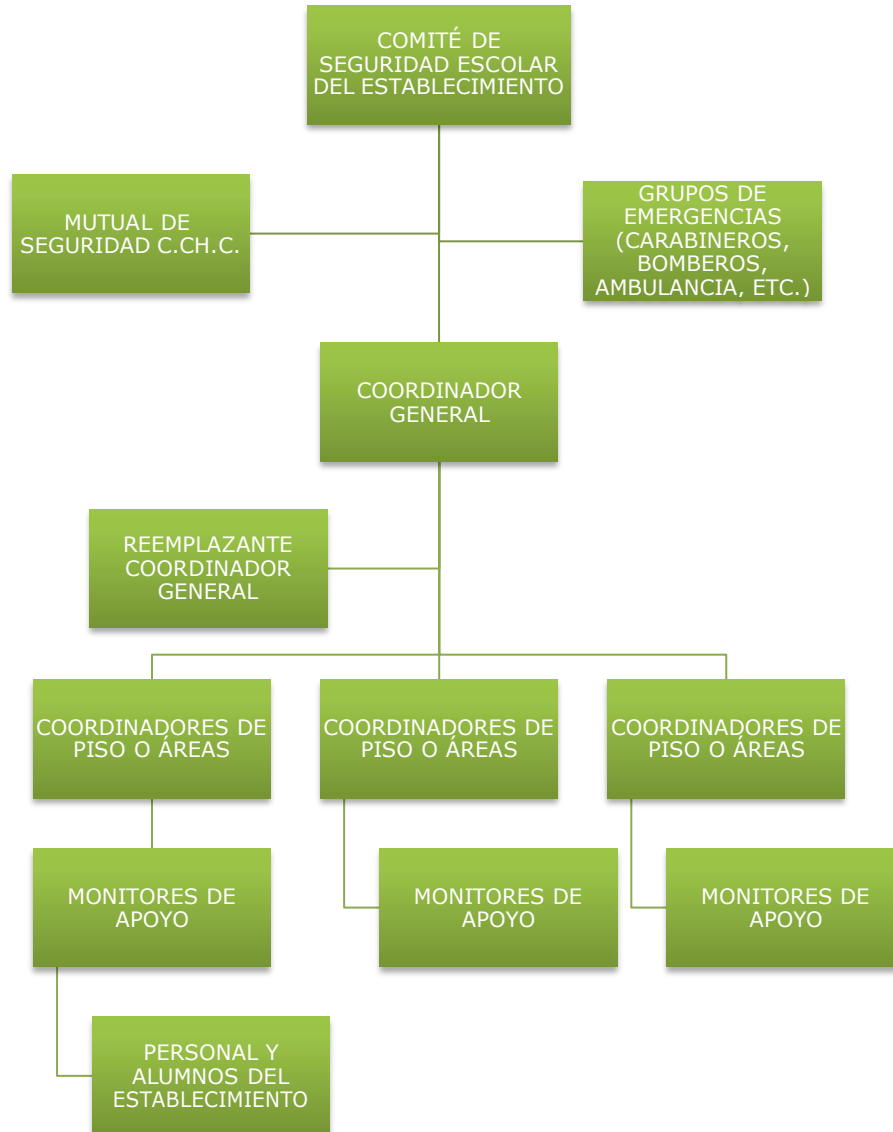 COMITÉ DE
SEGURIDAD ESCOLAR
DEL ESTABLECIMIENTO
MUTUAL DE
SEGURIDAD C.CH.C.
GRUPOS DE
EMERGENCIAS
(CARABINEROS,
BOMBEROS,
AMBULANCIA, ETC.)
COORDINADOR
GENERAL
REEMPLAZANTE
COORDINADOR
GENERAL
COORDINADORES DE
PISO O ÁREAS
COORDINADORES DE
PISO O ÁREAS
COORDINADORES DE
PISO O ÁREAS
MONITORES DE
APOYO
MONITORES DE
APOYO
MONITORES DE
APOYO
PERSONAL Y
ALUMNOS DEL
ESTABLECIMIENTO